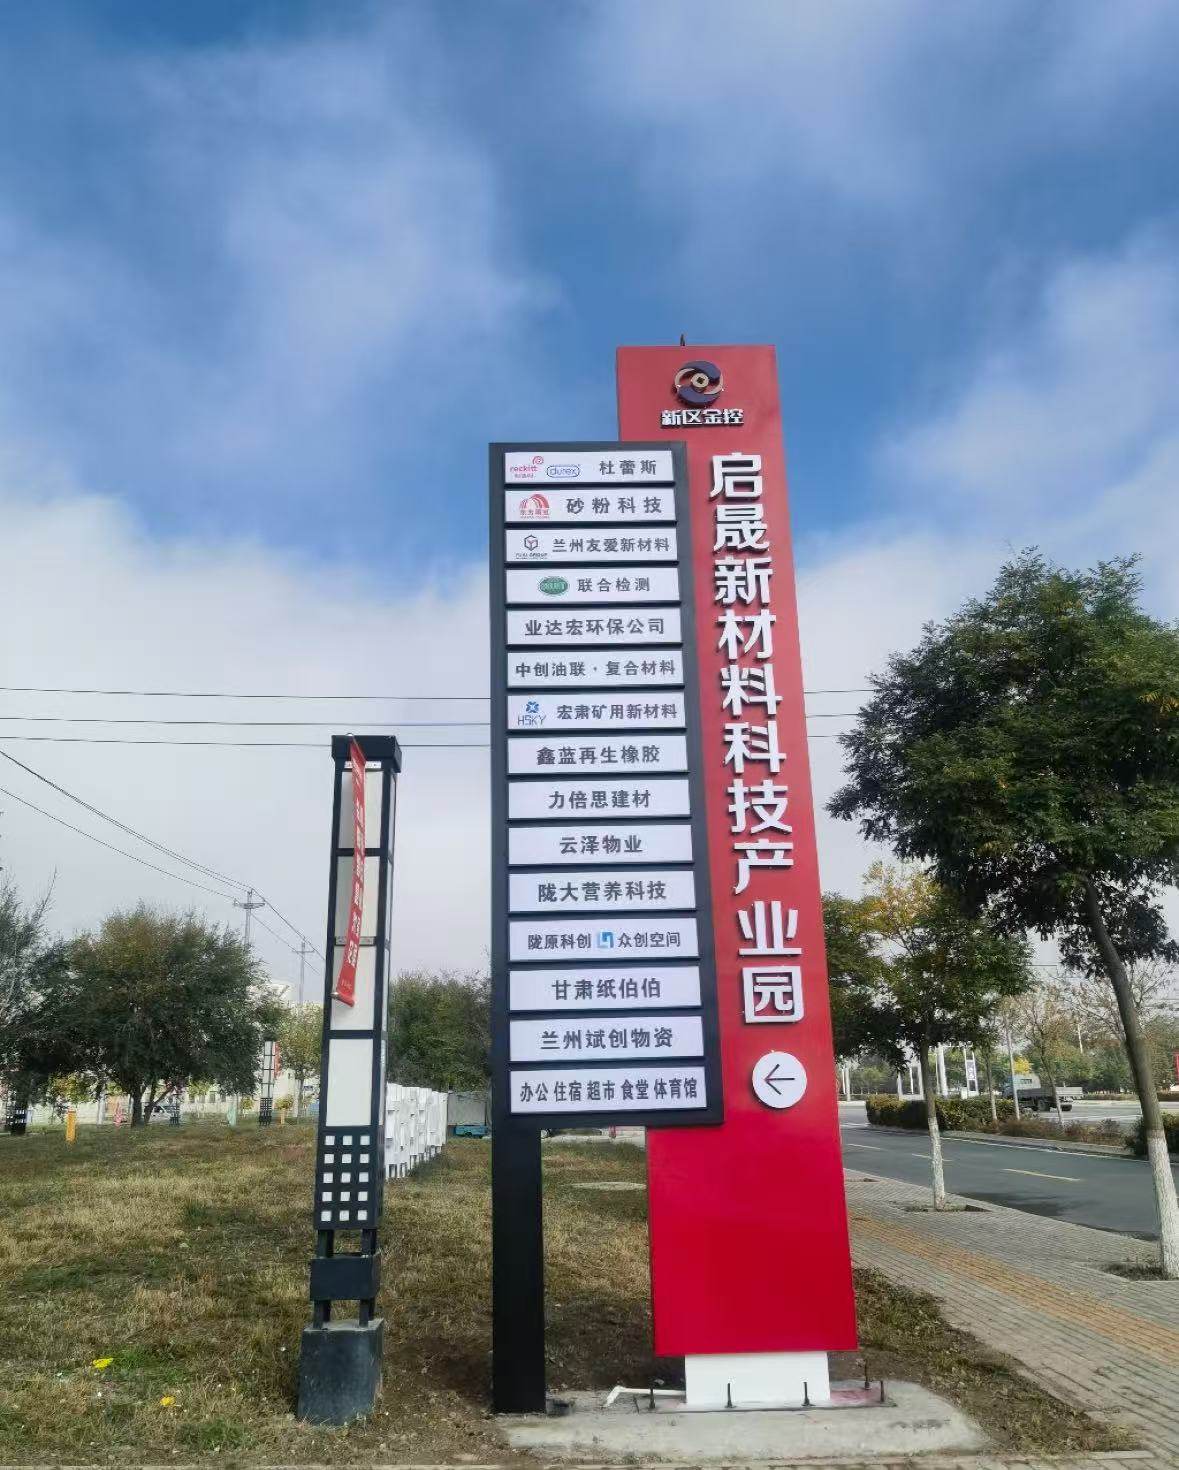 新区金控
启晟新材料科技产业园
reckitt durex 杜蕾斯
砂粉科技
兰州友爱新材料
联合检测
业达宏环保公司
中创油联·复合材料
HSKY 宏肃矿用新材料
鑫蓝再生橡胶
力倍思建材
云泽物业
陇大营养科技
陇原科创 众创空间
甘肃纸伯伯
兰州斌创物资
办公 住宿 超市 食堂 体育馆